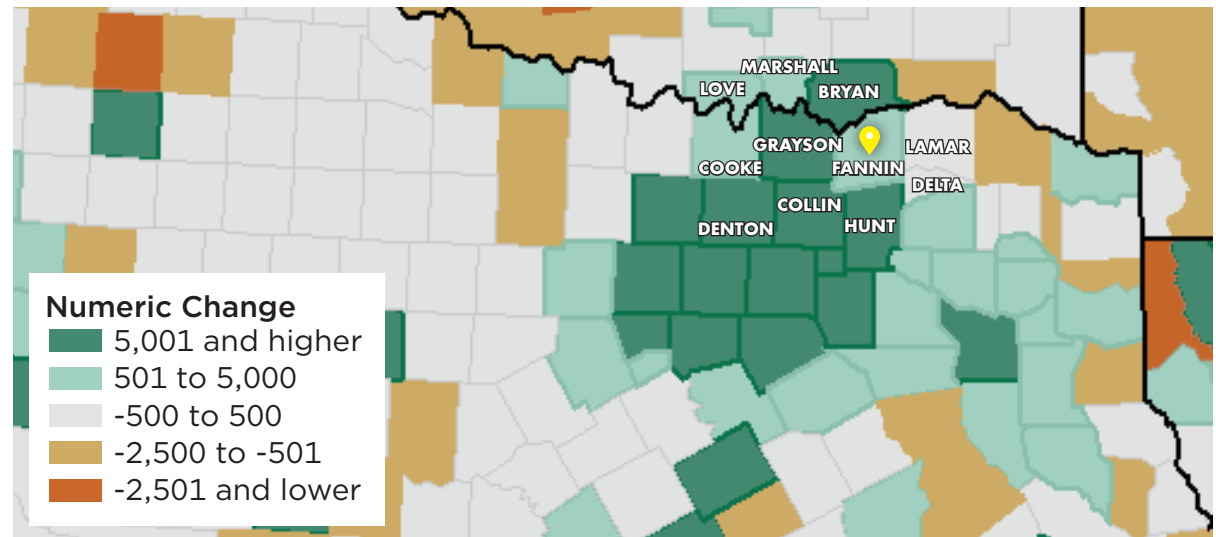 MARSHALL
LOVE
BRYAN
GRAYSON
LAMAR
COOKE
FANNIN
DELTA
COLLIN
DENTON
HUNT
Numeric Change
5,001 and higher
501 to 5,000
-500 to 500
-2,500 to -501
-2,501 and lower